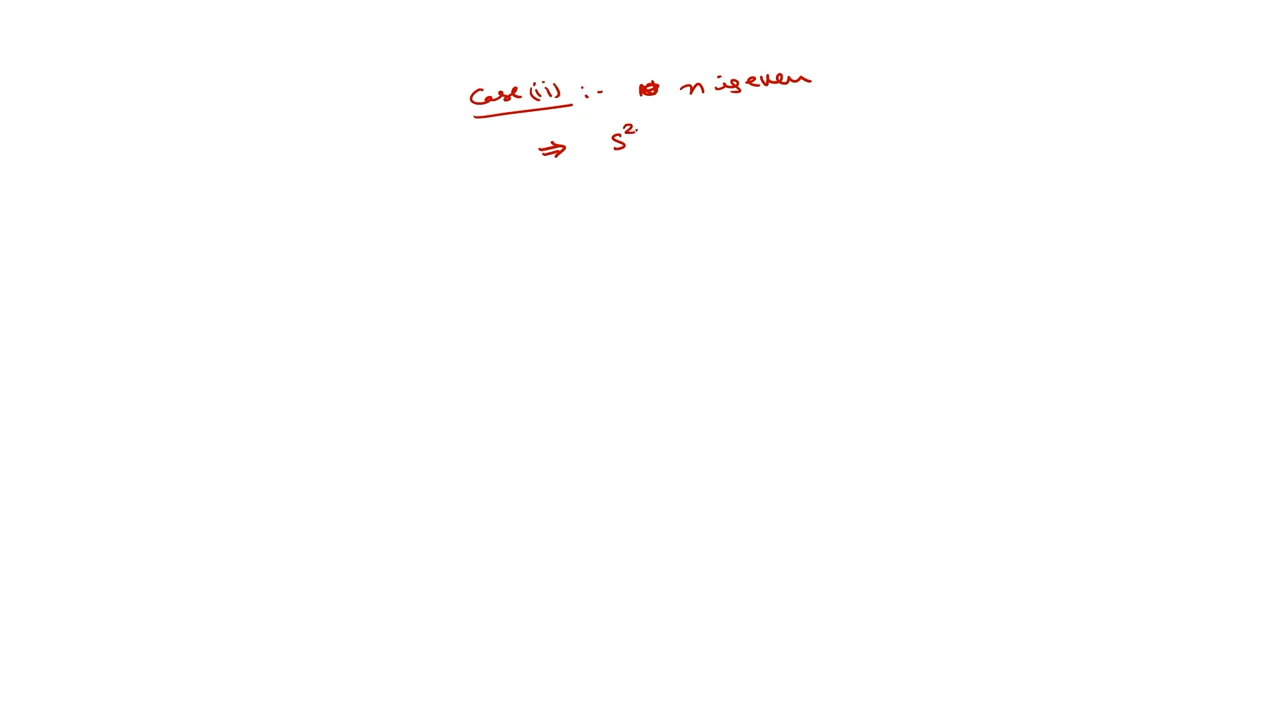 Case (ii) :- n is even
⇒ S²